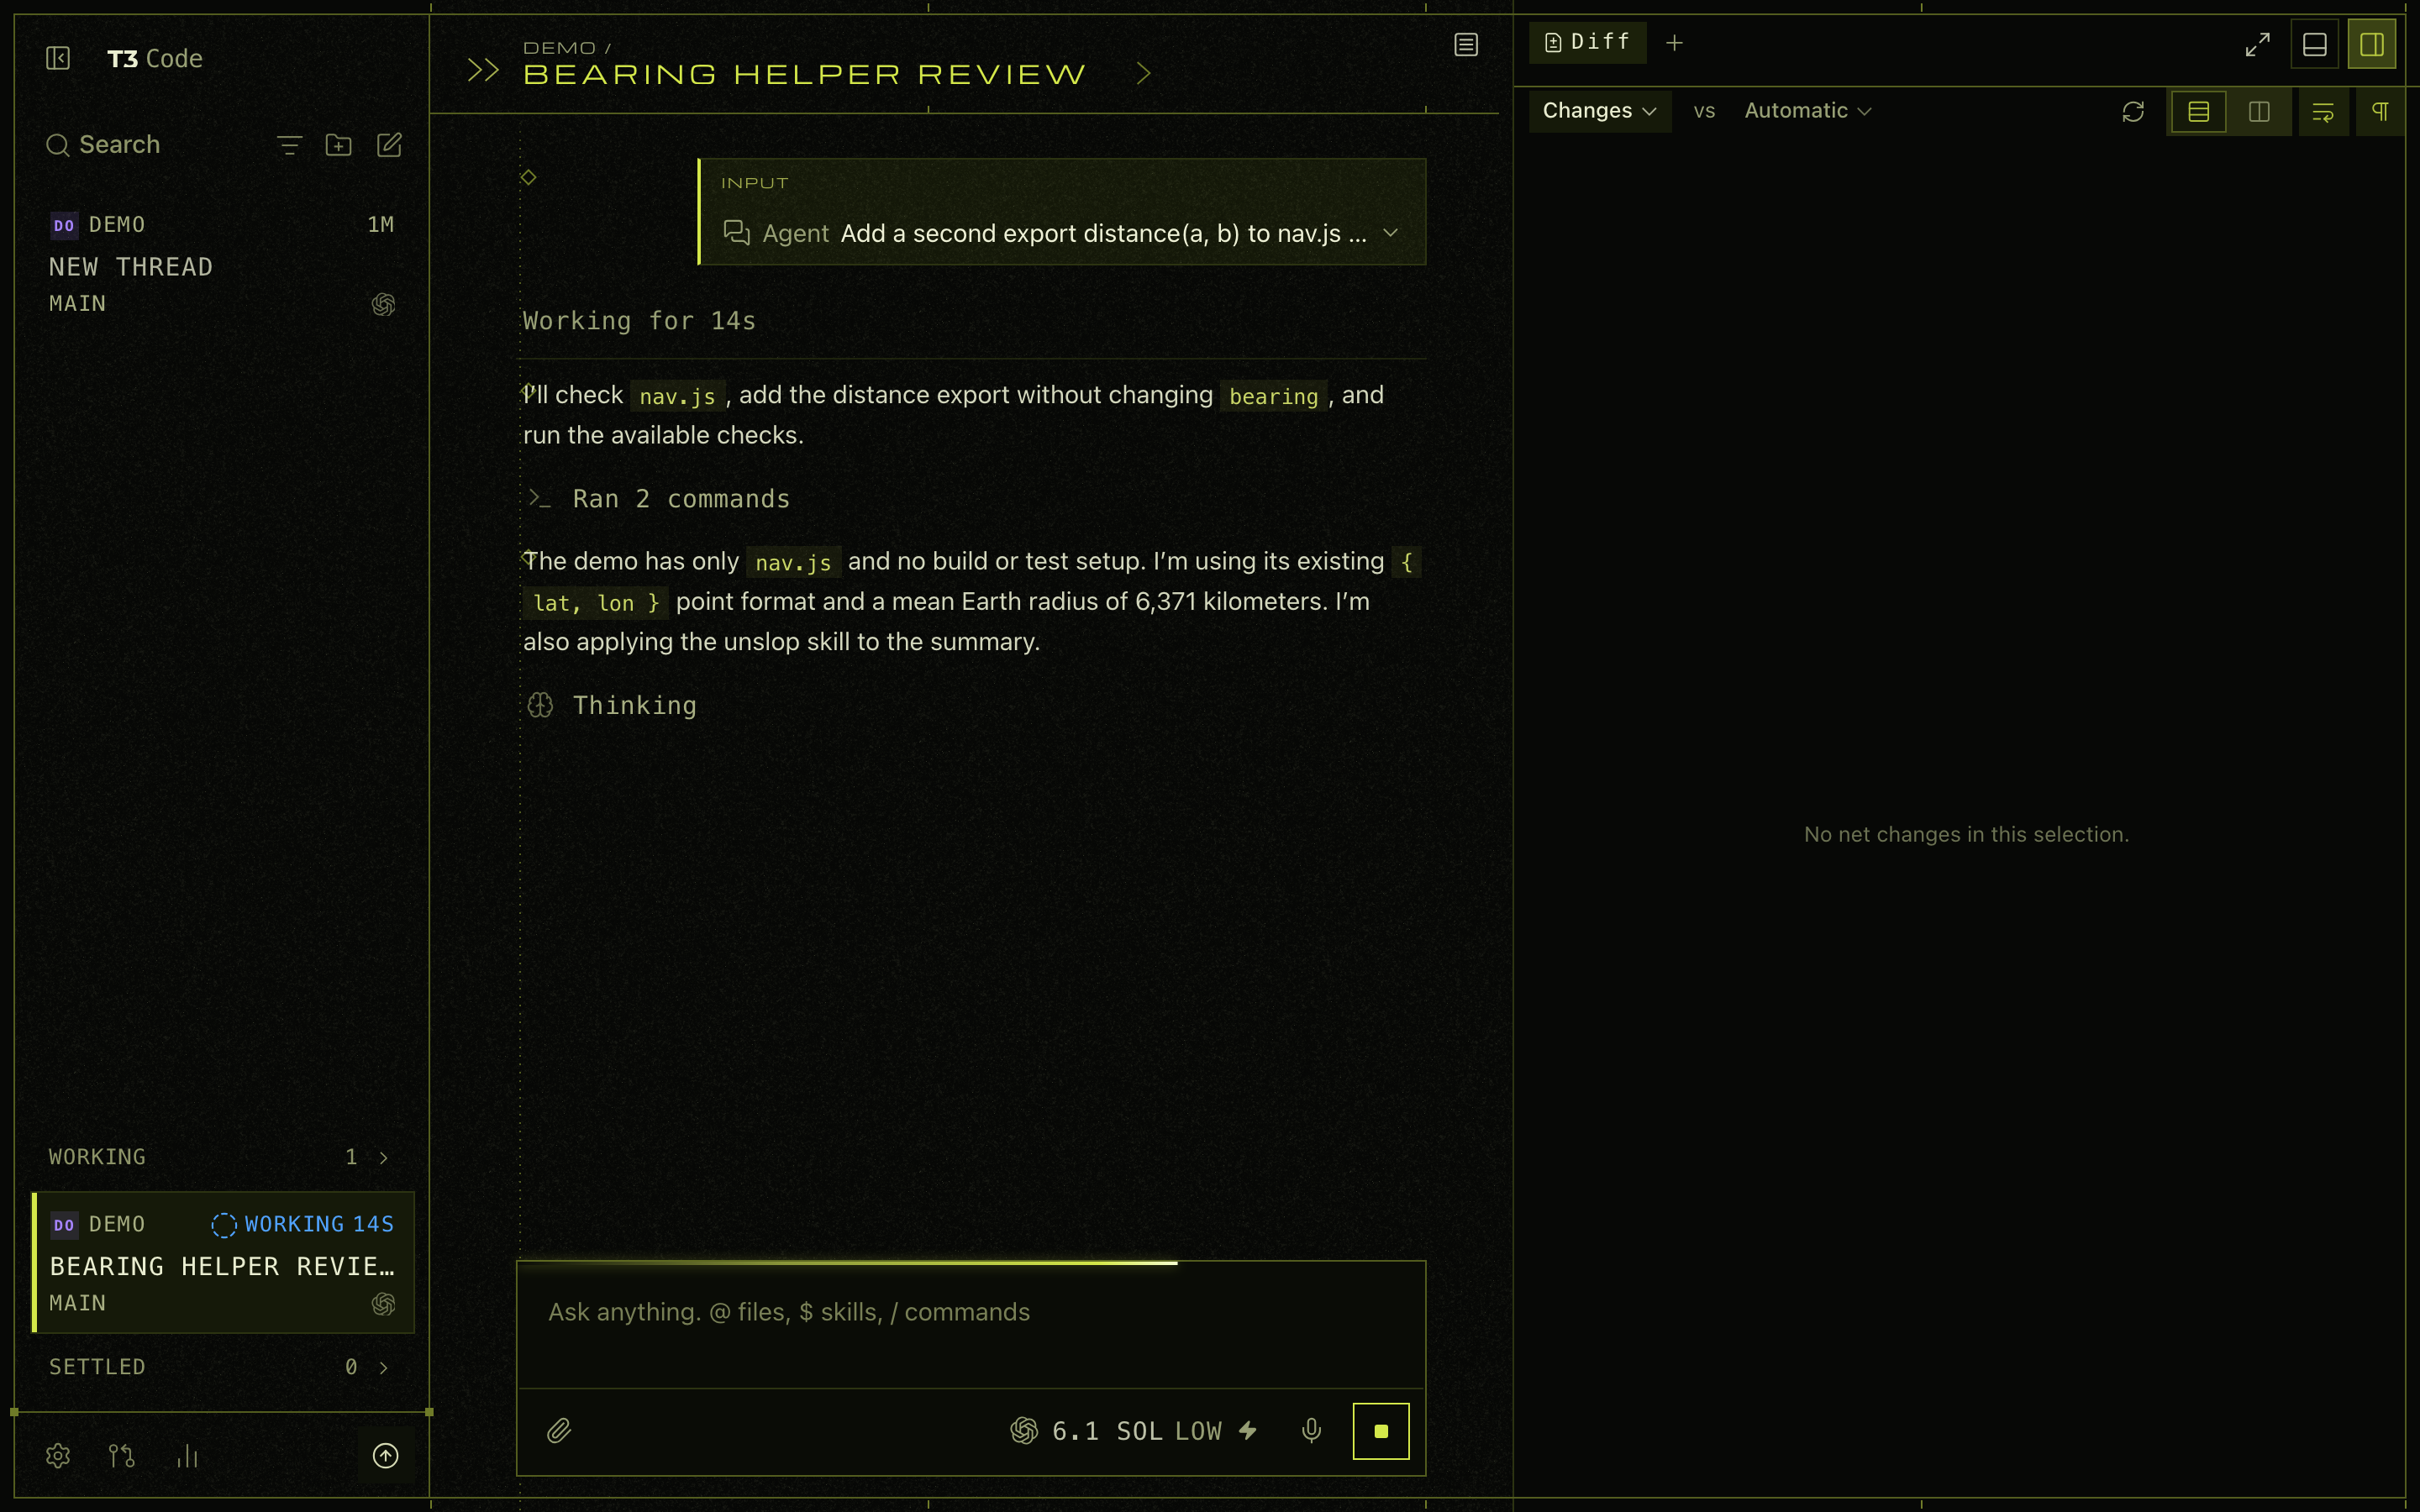 T3 Code
Search
DO DEMO 1M
NEW THREAD
MAIN
WORKING 1
DO DEMO WORKING 14S
BEARING HELPER REVIE…
MAIN
SETTLED 0
DEMO /
BEARING HELPER REVIEW
INPUT
Agent Add a second export distance(a, b) to nav.js ...
Working for 14s
I'll check nav.js, add the distance export without changing bearing, and
run the available checks.
Ran 2 commands
The demo has only nav.js and no build or test setup. I'm using its existing {
lat, lon } point format and a mean Earth radius of 6,371 kilometers. I'm
also applying the unslop skill to the summary.
Thinking
Ask anything. @ files, $ skills, / commands
6.1 SOL LOW
Diff
Changes vs Automatic
No net changes in this selection.